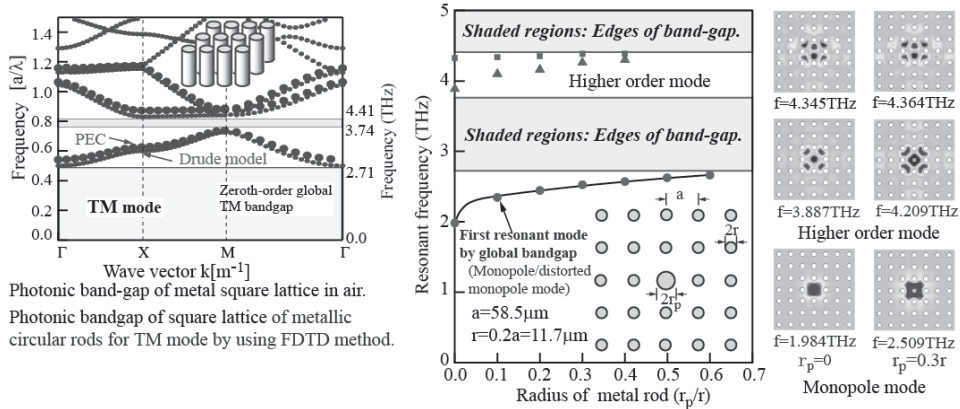 1.4
1.2
1.0
0.8
0.6
0.4
0.2
0.0
Frequency [a/λ]
PEC
Drude model
TM mode
Zeroth-order global
TM bandgap
4.41
3.74
2.71
0.0
Frequency (THz)
Γ X M Γ
Wave vector k[m⁻¹]
Photonic band-gap of metal square lattice in air.
Photonic bandgap of square lattice of metallic
circular rods for TM mode by using FDTD method.
5
4
3
2
1
0
Resonant frequency (THz)
Shaded regions: Edges of band-gap.
Higher order mode
Shaded regions: Edges of band-gap.
First resonant mode
by global bandgap
(Monopole/distorted
monopole mode)
a=58.5μm
r=0.2a=11.7μm
a
2r
2rₚ
0.0 0.1 0.2 0.3 0.4 0.5 0.6 0.7
Radius of metal rod (rₚ/r)
f=4.345THz f=4.364THz
f=3.887THz f=4.209THz
Higher order mode
f=1.984THz f=2.509THz
rₚ=0 rₚ=0.3r
Monopole mode